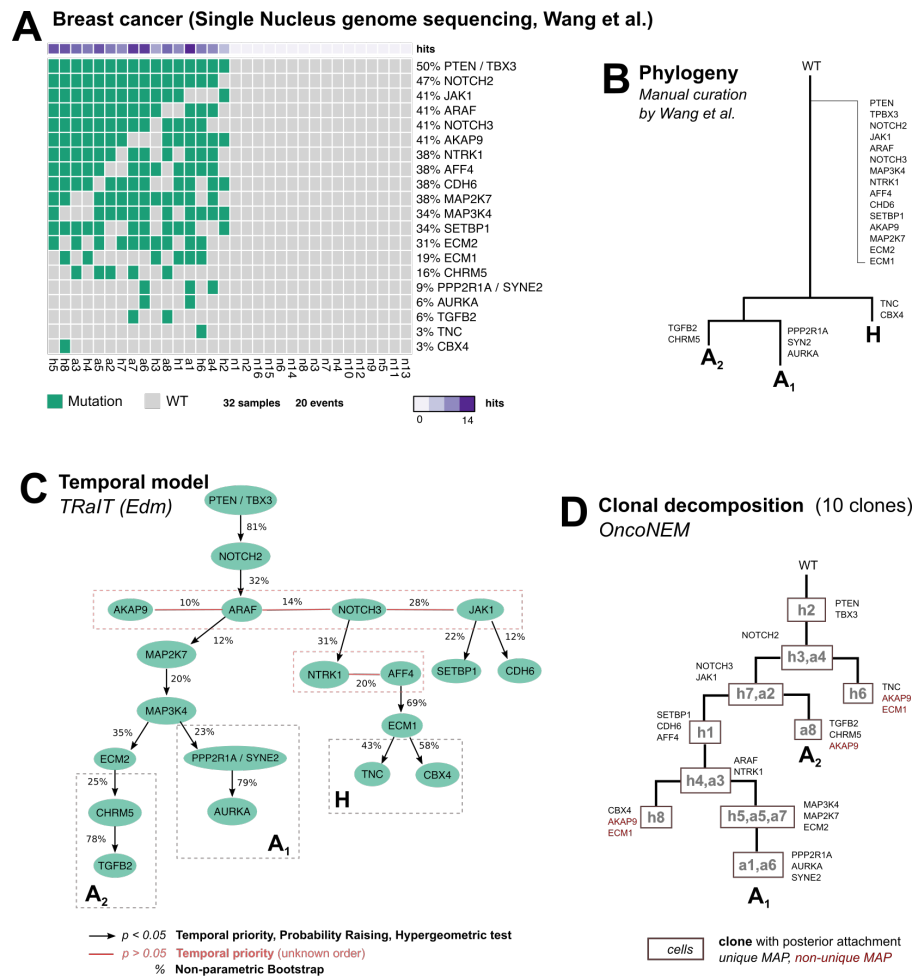 A Breast cancer (Single Nucleus genome sequencing, Wang et al.)
hits
50% PTEN / TBX3
47% NOTCH2
41% JAK1
41% ARAF
41% NOTCH3
41% AKAP9
38% NTRK1
38% AFF4
38% CDH6
38% MAP2K7
34% MAP3K4
34% SETBP1
31% ECM2
19% ECM1
16% CHRM5
9% PPP2R1A / SYNE2
6% AURKA
6% TGFB2
3% TNC
3% CBX4
h5 h8 a3 h4 a5 a2 h7 a7 a6 h3 a8 h1 a1 h6 a4 h2 n1 n2 n16 n15 n6 n14 n8 n3 n7 n4 n10 n12 n9 n5 n11 n13
Mutation
WT
32 samples
20 events
hits
0
14
B Phylogeny
Manual curation
by Wang et al.
WT
PTEN
TPBX3
NOTCH2
JAK1
ARAF
NOTCH3
MAP3K4
NTRK1
AFF4
CHD6
SETBP1
AKAP9
MAP2K7
ECM2
ECM1
TGFB2
CHRM5
A2
PPP2R1A
SYN2
AURKA
A1
TNC
CBX4
H
C Temporal model
TRaIT (Edm)
PTEN / TBX3
81%
NOTCH2
32%
AKAP9
10%
ARAF
14%
NOTCH3
28%
JAK1
12%
31%
22%
12%
MAP2K7
NTRK1
20%
AFF4
SETBP1
CDH6
20%
69%
MAP3K4
ECM1
35%
23%
43%
58%
ECM2
PPP2R1A / SYNE2
TNC
CBX4
H
25%
79%
CHRM5
AURKA
78%
A1
TGFB2
A2
p < 0.05 Temporal priority, Probability Raising, Hypergeometric test
p > 0.05 Temporal priority (unknown order)
% Non-parametric Bootstrap
D Clonal decomposition (10 clones)
OncoNEM
WT
h2
PTEN
TBX3
NOTCH2
h3,a4
NOTCH3
JAK1
h7,a2
h6
TNC
AKAP9
ECM1
SETBP1
CDH6
AFF4
h1
a8
TGFB2
CHRM5
AKAP9
A2
h4,a3
ARAF
NTRK1
CBX4
AKAP9
ECM1
h8
h5,a5,a7
MAP3K4
MAP2K7
ECM2
a1,a6
PPP2R1A
AURKA
SYNE2
A1
cells
clone with posterior attachment
unique MAP, non-unique MAP